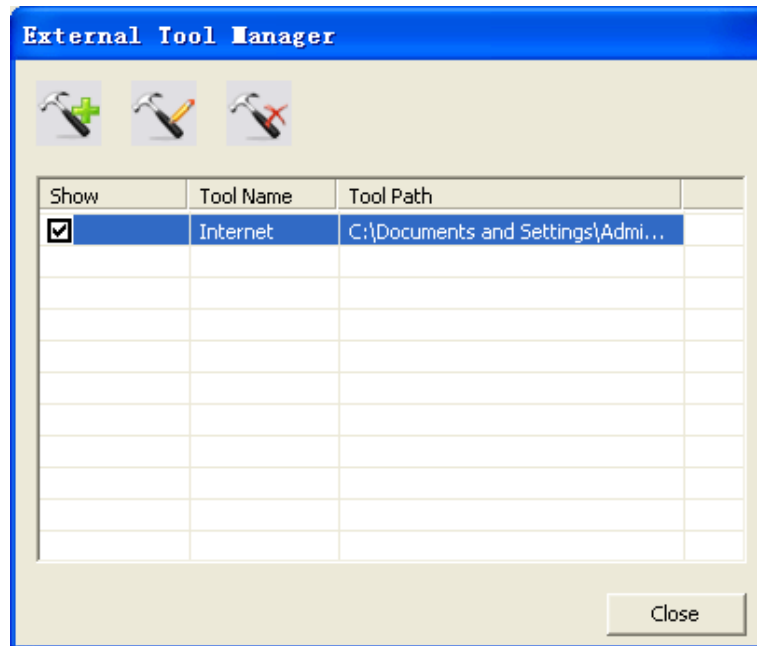 External Tool Manager
Show Tool Name Tool Path
Internet C:\Documents and Settings\Admi...
Close